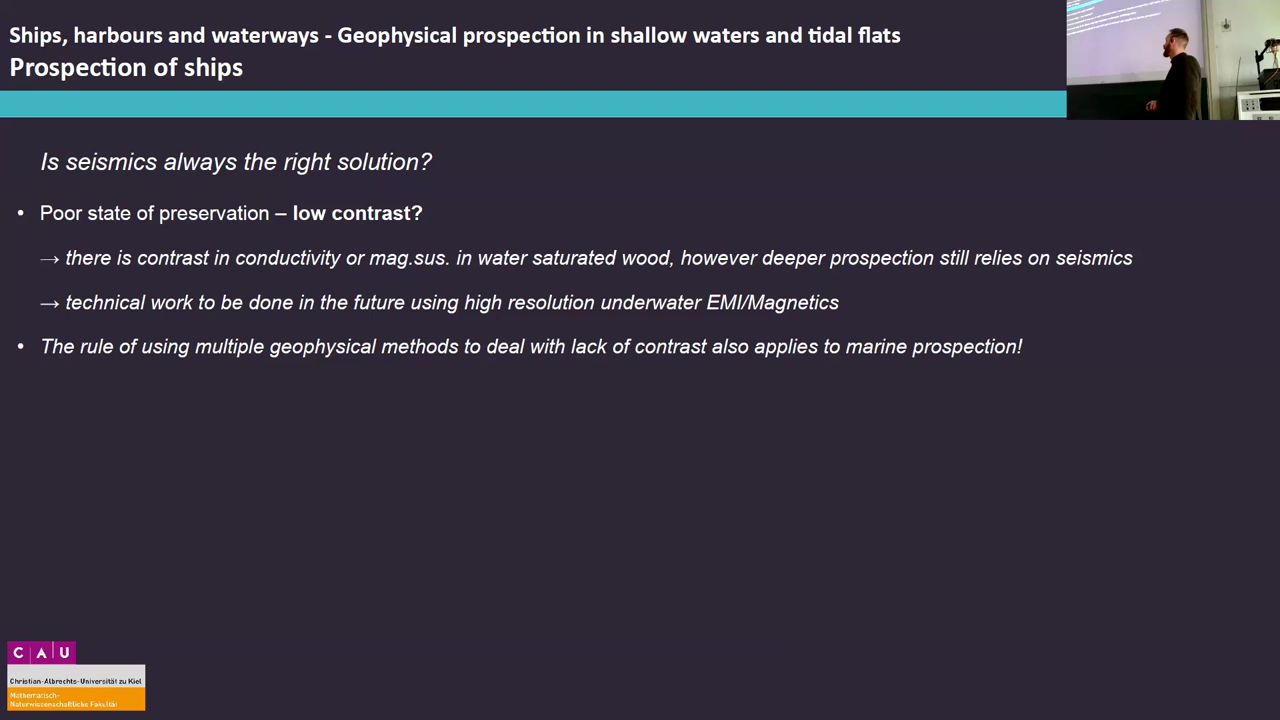 Ships, harbours and waterways - Geophysical prospection in shallow waters and tidal flats
Prospection of ships
Is seismics always the right solution?
• Poor state of preservation – low contrast?
→ there is contrast in conductivity or mag.sus. in water saturated wood, however deeper prospection still relies on seismics
→ technical work to be done in the future using high resolution underwater EMI/Magnetics
• The rule of using multiple geophysical methods to deal with lack of contrast also applies to marine prospection!
C | A | U
Christian-Albrechts-Universität zu Kiel
Mathematisch-
Naturwissenschaftliche Fakultät